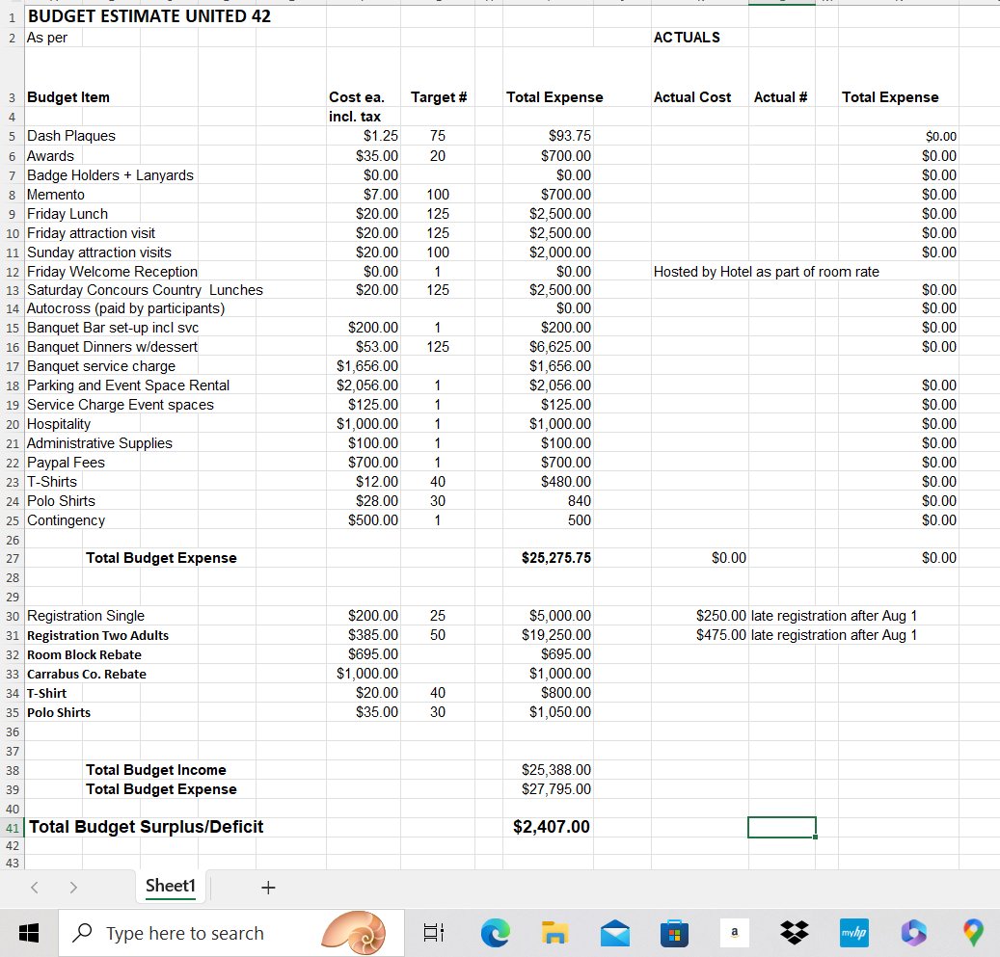 1 BUDGET ESTIMATE UNITED 42
2 As per ACTUALS
3 Budget Item Cost ea. Target # Total Expense Actual Cost Actual # Total Expense
4 incl. tax
5 Dash Plaques $1.25 75 $93.75 $0.00
6 Awards $35.00 20 $700.00 $0.00
7 Badge Holders + Lanyards $0.00 $0.00 $0.00
8 Memento $7.00 100 $700.00 $0.00
9 Friday Lunch $20.00 125 $2,500.00 $0.00
10 Friday attraction visit $20.00 125 $2,500.00 $0.00
11 Sunday attraction visits $20.00 100 $2,000.00 $0.00
12 Friday Welcome Reception $0.00 1 $0.00 Hosted by Hotel as part of room rate
13 Saturday Concours Country Lunches $20.00 125 $2,500.00 $0.00
14 Autocross (paid by participants) $0.00 $0.00
15 Banquet Bar set-up incl svc $200.00 1 $200.00 $0.00
16 Banquet Dinners w/dessert $53.00 125 $6,625.00 $0.00
17 Banquet service charge $1,656.00 $1,656.00
18 Parking and Event Space Rental $2,056.00 1 $2,056.00 $0.00
19 Service Charge Event spaces $125.00 1 $125.00 $0.00
20 Hospitality $1,000.00 1 $1,000.00 $0.00
21 Administrative Supplies $100.00 1 $100.00 $0.00
22 Paypal Fees $700.00 1 $700.00 $0.00
23 T-Shirts $12.00 40 $480.00 $0.00
24 Polo Shirts $28.00 30 840 $0.00
25 Contingency $500.00 1 500 $0.00
26
27 Total Budget Expense $25,275.75 $0.00 $0.00
28
29
30 Registration Single $200.00 25 $5,000.00 $250.00 late registration after Aug 1
31 Registration Two Adults $385.00 50 $19,250.00 $475.00 late registration after Aug 1
32 Room Block Rebate $695.00 $695.00
33 Carrabus Co. Rebate $1,000.00 $1,000.00
34 T-Shirt $20.00 40 $800.00
35 Polo Shirts $35.00 30 $1,050.00
36
37
38 Total Budget Income $25,388.00
39 Total Budget Expense $27,795.00
40
41 Total Budget Surplus/Deficit $2,407.00
42
43
Sheet1
Type here to search
a
myhp